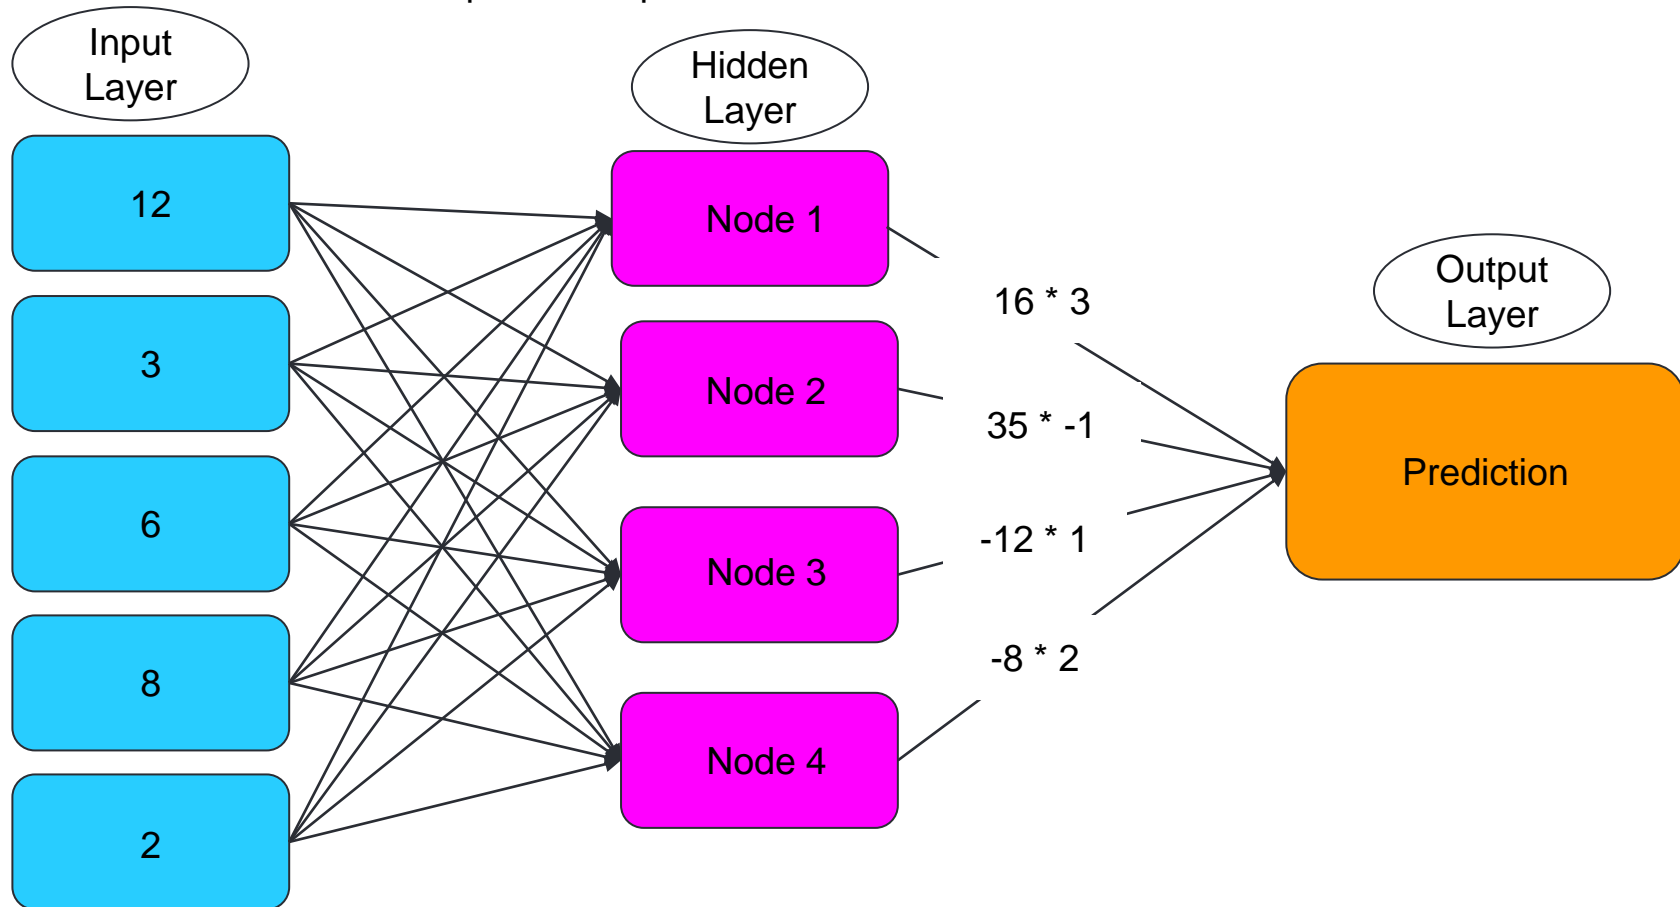 Input
Layer
Hidden
Layer
Output
Layer
12
3
6
8
2
Node 1
Node 2
Node 3
Node 4
16 * 3
35 * -1
-12 * 1
-8 * 2
Prediction